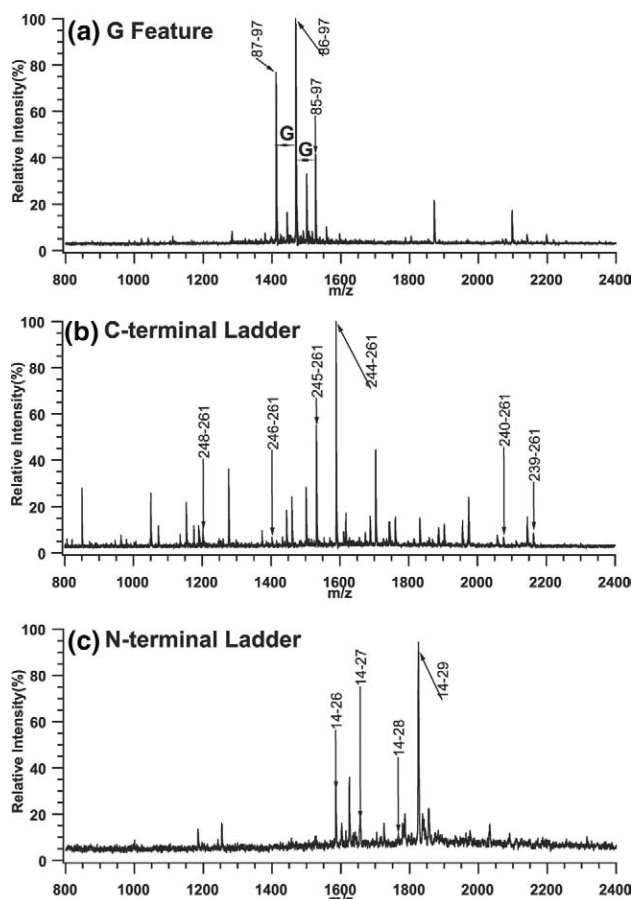 (a) G Feature
87-97
86-97
85-97
G
G
Relative Intensity(%)
100
80
60
40
20
0
800 1000 1200 1400 1600 1800 2000 2200 2400
m/z
(b) C-terminal Ladder
248-261
246-261
245-261
244-261
240-261
239-261
Relative Intensity(%)
100
80
60
40
20
0
800 1000 1200 1400 1600 1800 2000 2200 2400
m/z
(c) N-terminal Ladder
14-26
14-27
14-28
14-29
Relative Intensity(%)
100
80
60
40
20
0
800 1000 1200 1400 1600 1800 2000 2200 2400
m/z